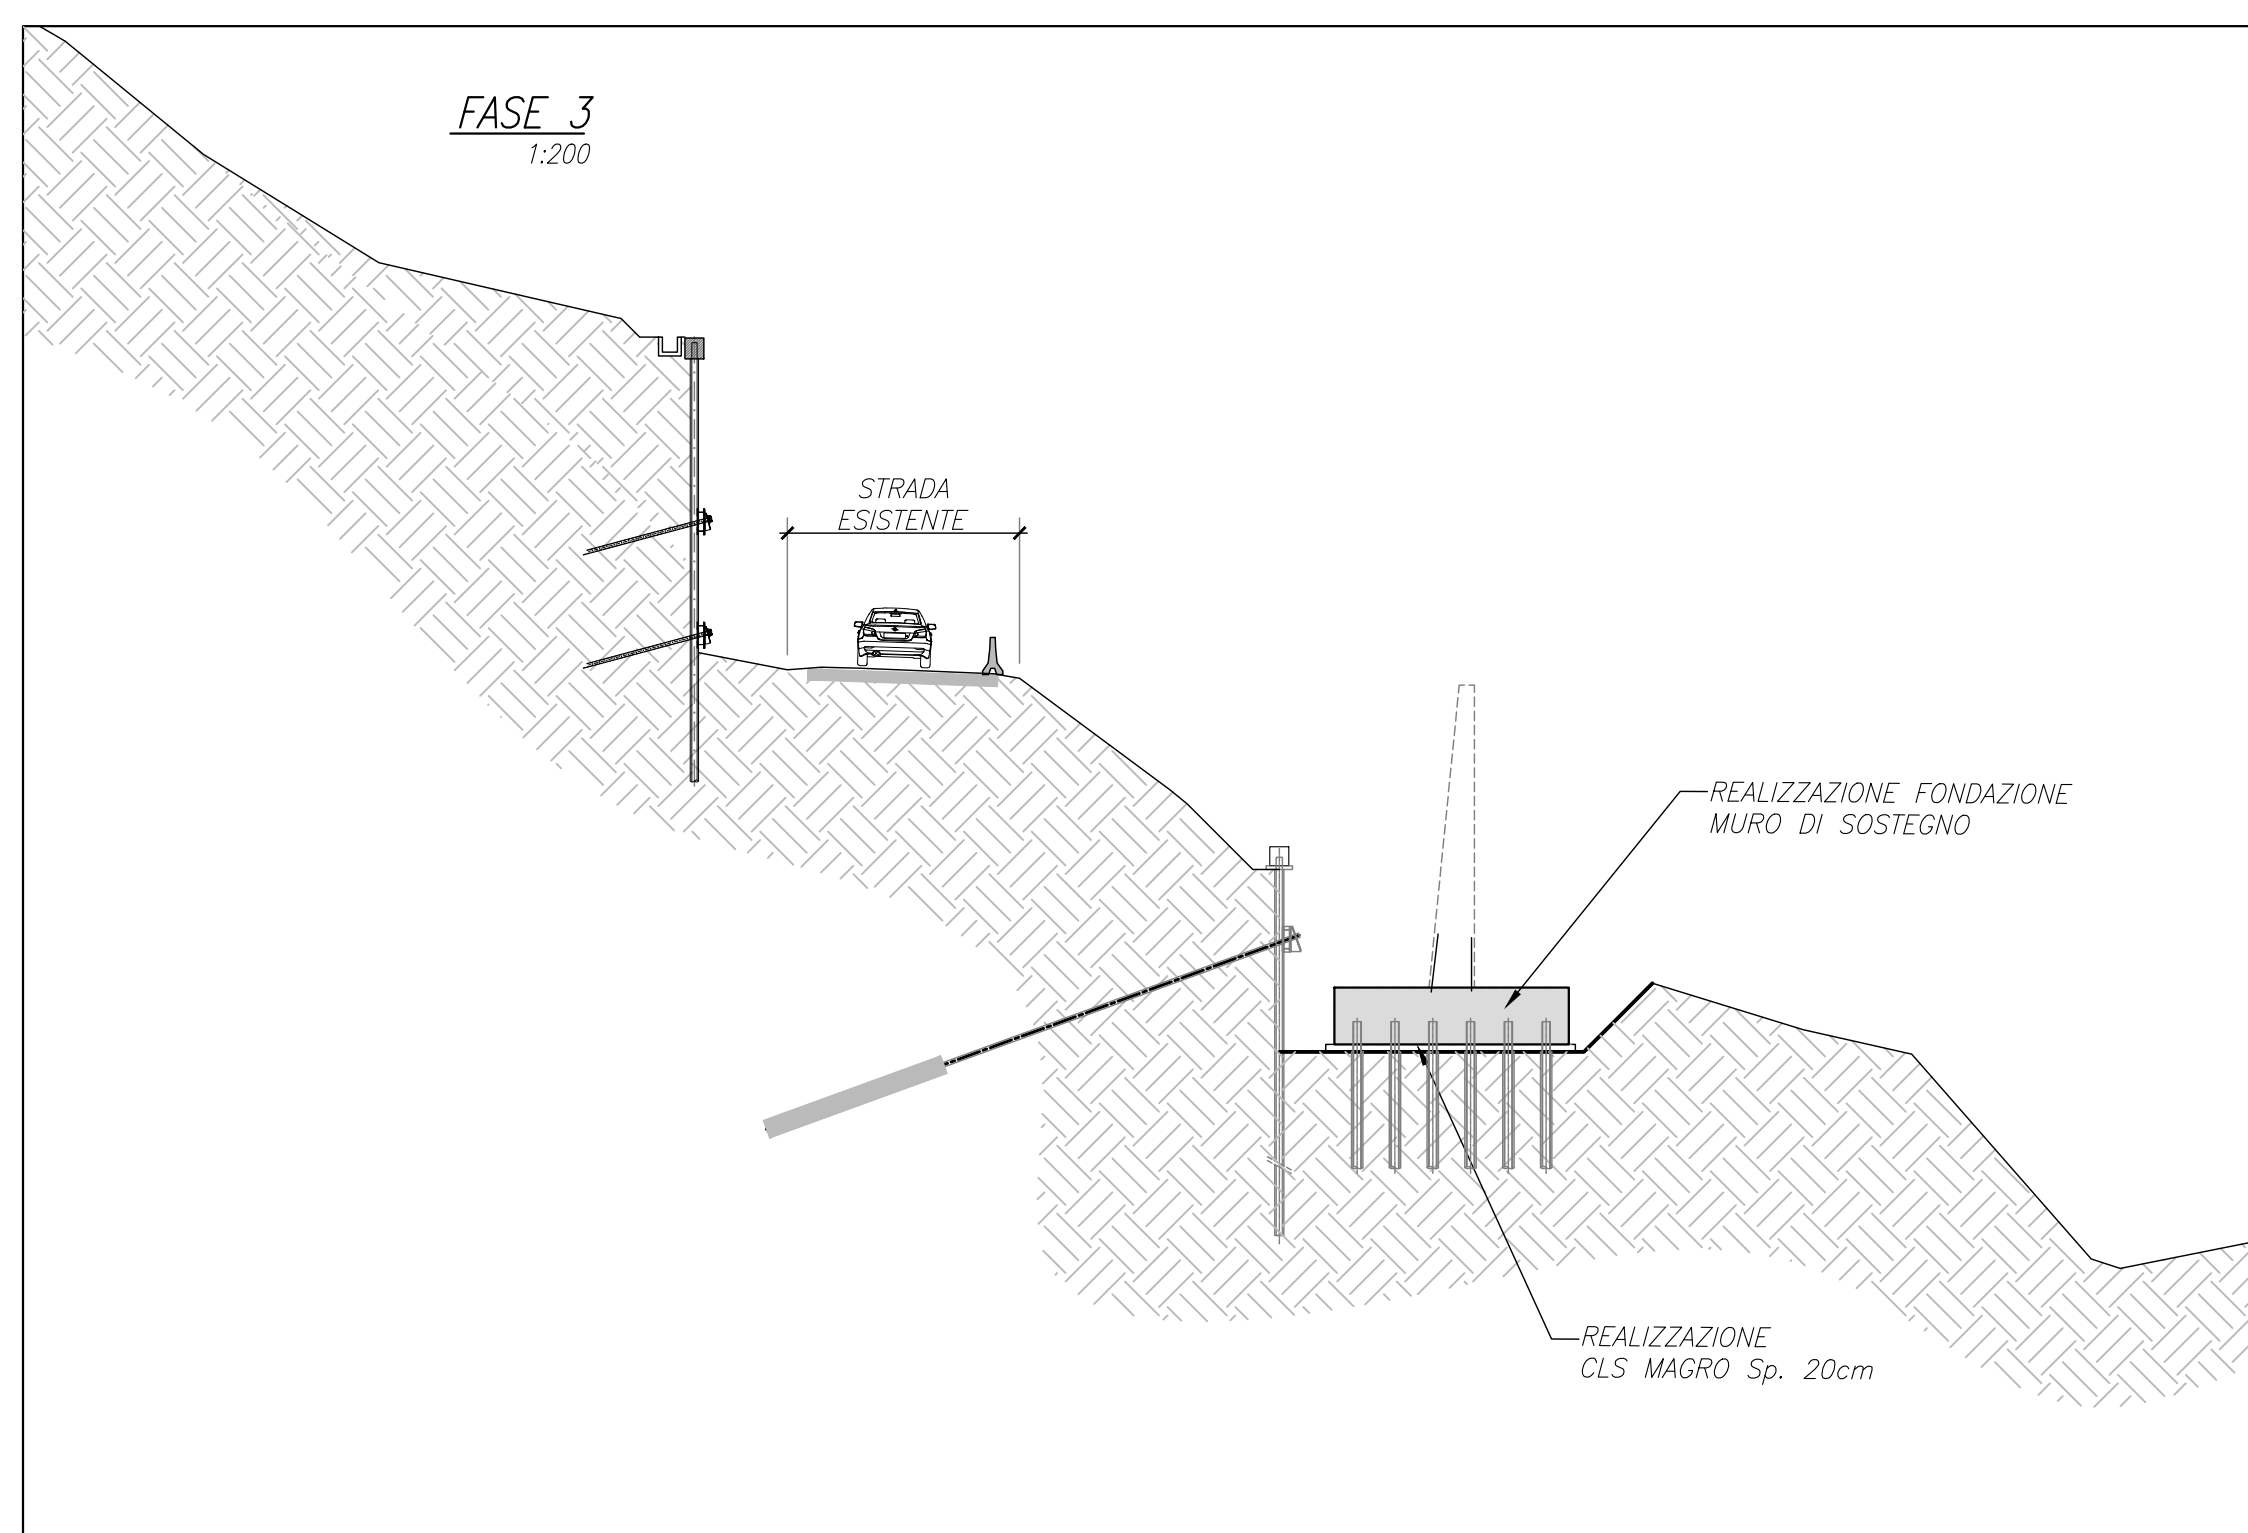 FASE 3
1:200
STRADA
ESISTENTE
REALIZZAZIONE FONDAZIONE
MURO DI SOSTEGNO
REALIZZAZIONE
CLS MAGRO Sp. 20cm